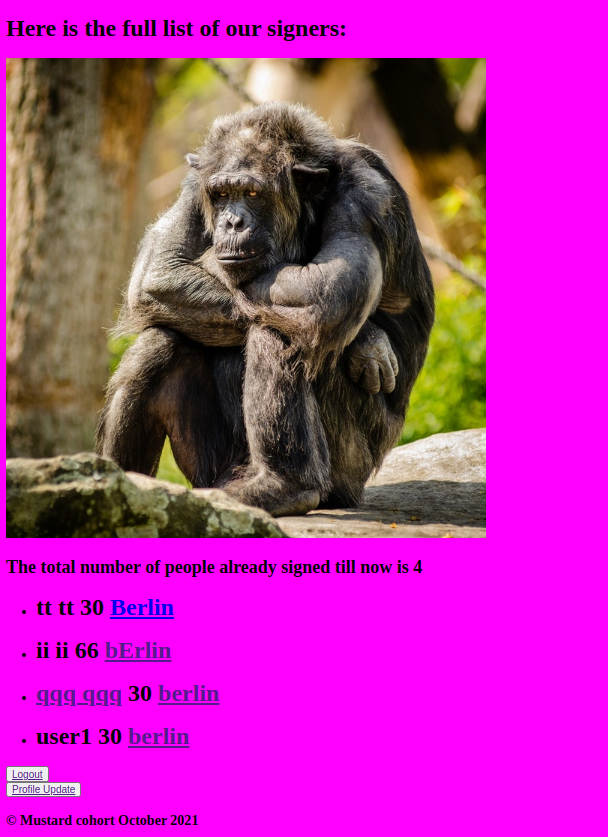 Here is the full list of our signers:
The total number of people already signed till now is 4
tt tt 30 Berlin
ii ii 66 bErlin
qqq qqq 30 berlin
user1 30 berlin
Logout
Profile Update
© Mustard cohort October 2021